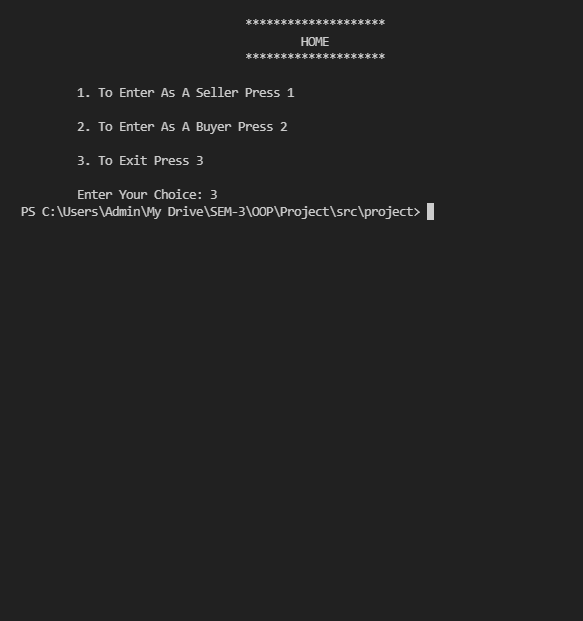 ********************
HOME
********************
1. To Enter As A Seller Press 1
2. To Enter As A Buyer Press 2
3. To Exit Press 3
Enter Your Choice: 3
PS C:\Users\Admin\My Drive\SEM-3\OOP\Project\src\project>